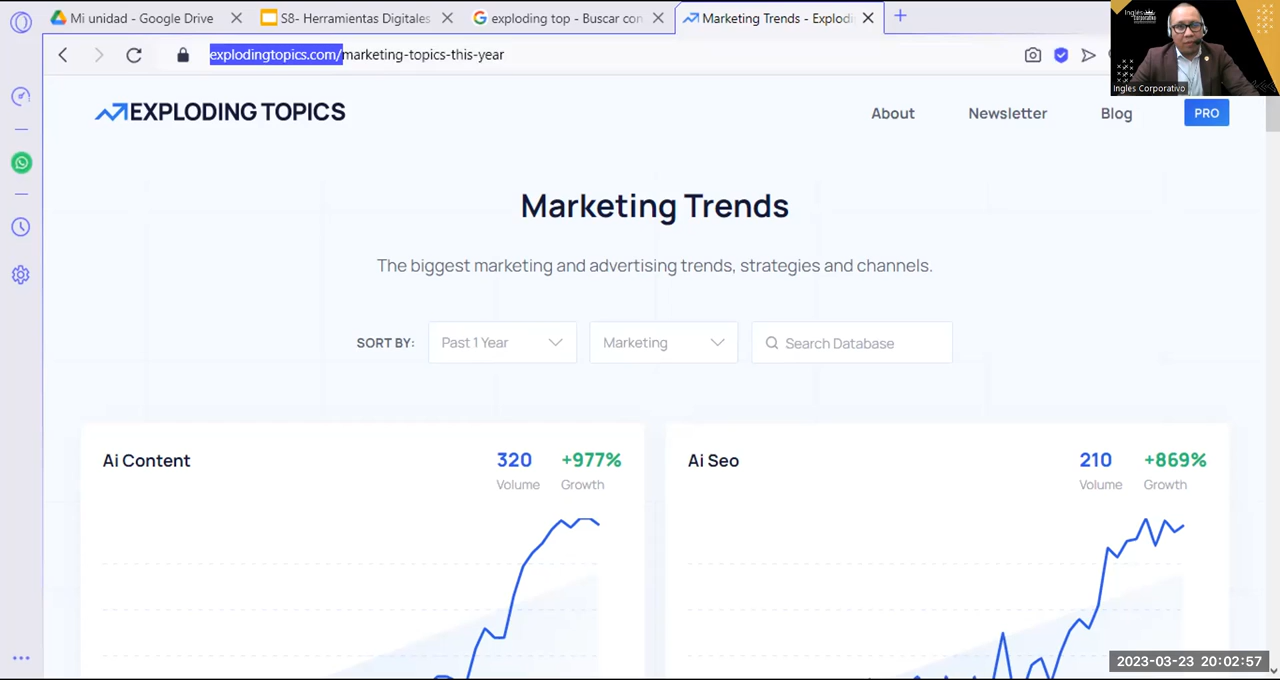 Mi unidad - Google Drive
S8- Herramientas Digitales
exploding top - Buscar con
Marketing Trends - Explodi
explodingtopics.com/marketing-topics-this-year
Inglés
Corporativo
Ingles Corporativo
EXPLODING TOPICS
About
Newsletter
Blog
PRO
Marketing Trends
The biggest marketing and advertising trends, strategies and channels.
SORT BY:
Past 1 Year
Marketing
Search Database
Ai Content
320
+977%
Volume
Growth
Ai Seo
210
+869%
Volume
Growth
2023-03-23 20:02:57